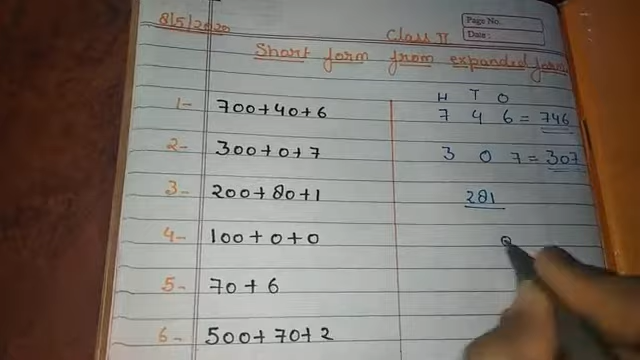 8/5/2020
Class II
Page No.
Date :
Short form from expanded form
H T O
1- 700+40+6
7 4 6 = 746
2- 300+0+7
3 0 7 = 307
3- 200+80+1
281
4- 100+0+0
0
5- 70+6
6- 500+70+2